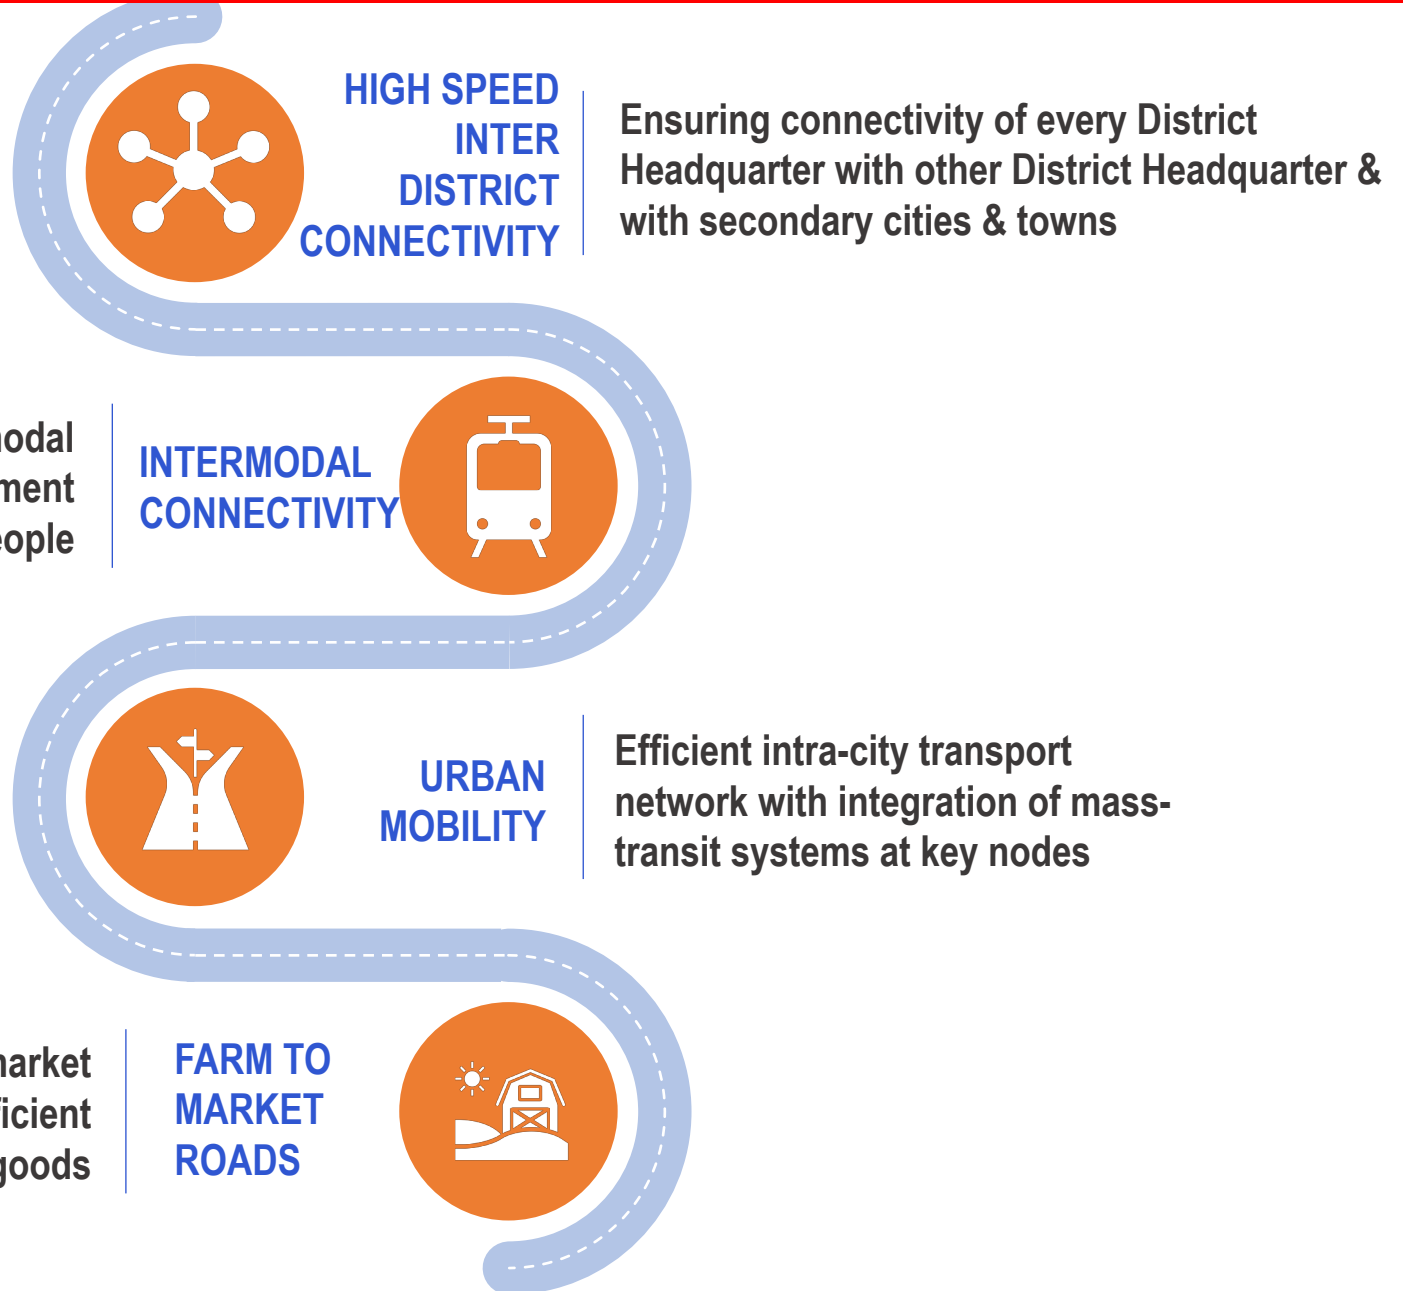 HIGH SPEED
INTER
DISTRICT
CONNECTIVITY
Ensuring connectivity of every District
Headquarter with other District Headquarter &
with secondary cities & towns
INTERMODAL
CONNECTIVITY
URBAN
MOBILITY
Efficient intra-city transport
network with integration of mass-
transit systems at key nodes
goods
FARM TO
MARKET
ROADS